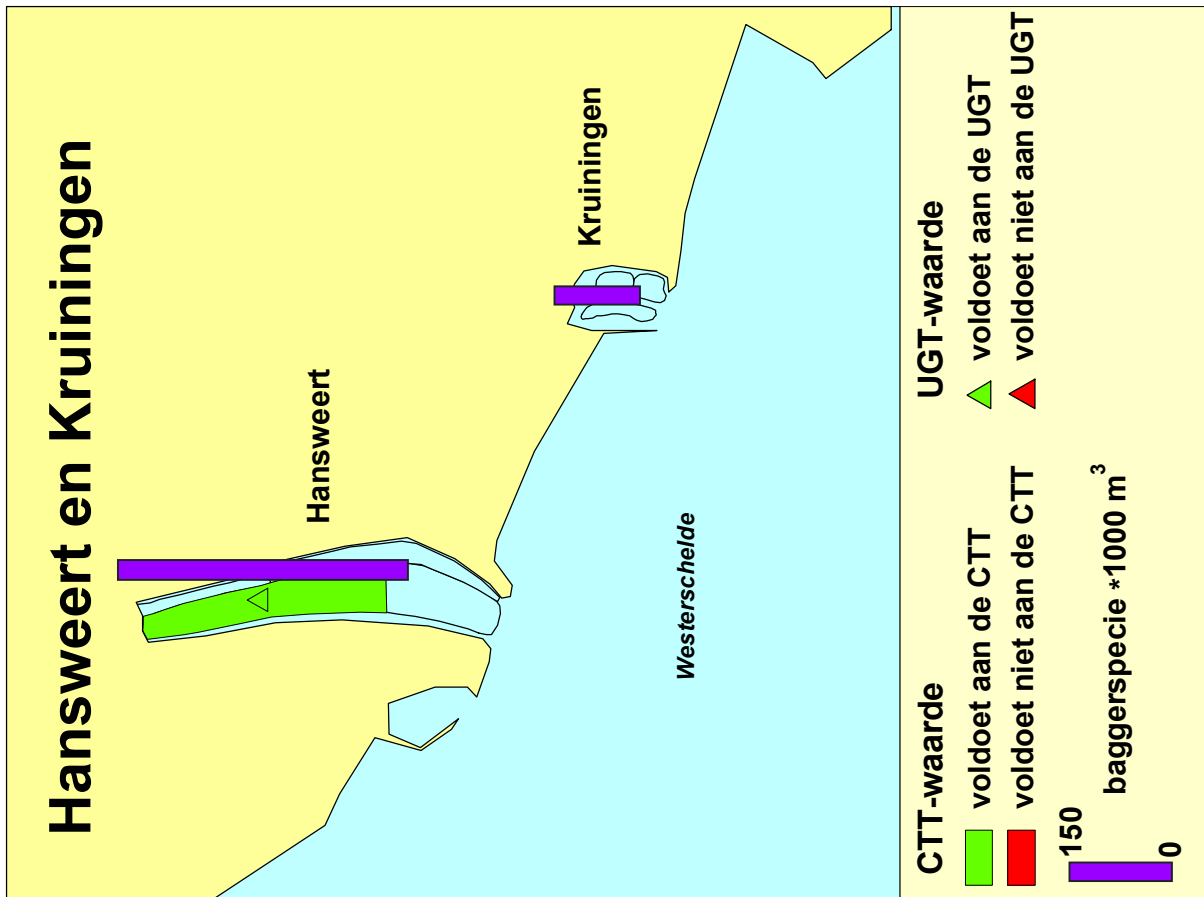 Hansweert en Kruiningen
Hansweert
Kruiningen
Westerschelde
CTT-waarde
voldoet aan de CTT
voldoet niet aan de CTT
UGT-waarde
voldoet aan de UGT
voldoet niet aan de UGT
150
0
baggerspecie *1000 m³